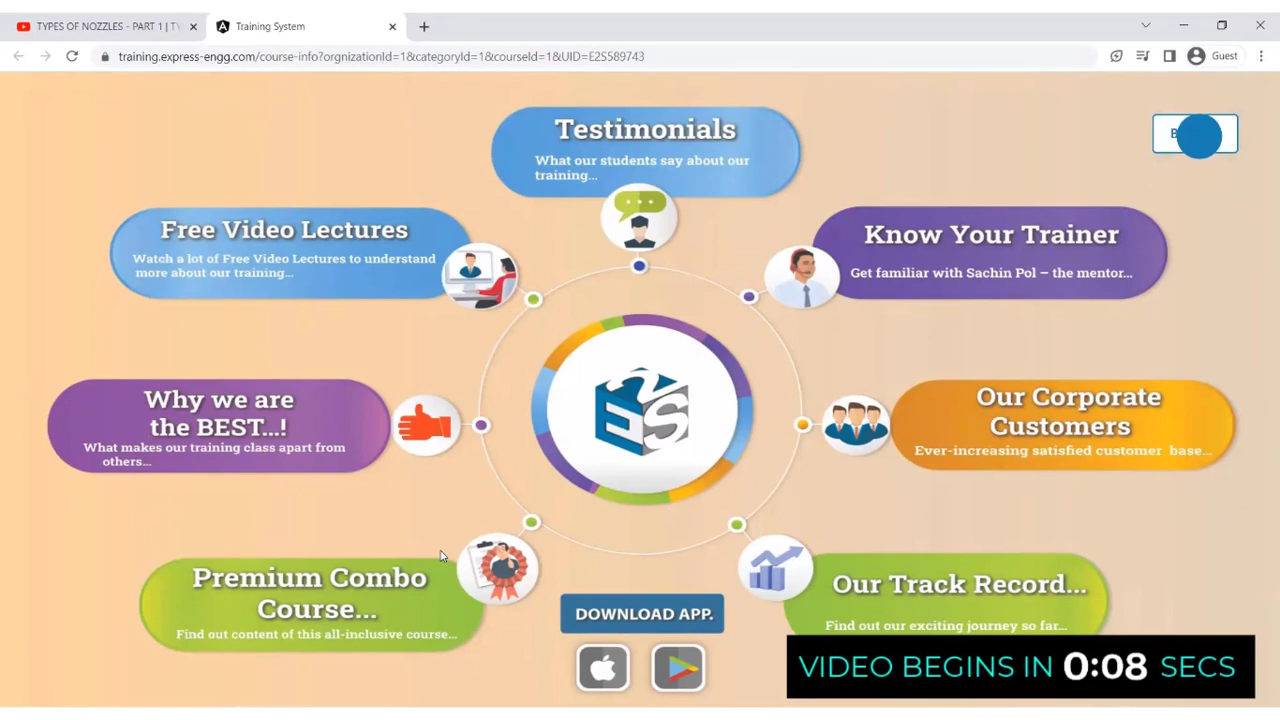 TYPES OF NOZZLES - PART 1 | TY
Training System
training.express-engg.com/course-info?orgnizationId=1&categoryId=1&courseId=1&UID=E2S589743
Guest
Testimonials
What our students say about our
training...
Free Video Lectures
Watch a lot of Free Video Lectures to understand
more about our training...
Know Your Trainer
Get familiar with Sachin Pol – the mentor...
Why we are
the BEST...!
What makes our training class apart from
others...
E2S
Our Corporate
Customers
Ever-increasing satisfied customer base...
Premium Combo
Course...
Find out content of this all-inclusive course...
DOWNLOAD APP.
Our Track Record...
Find out our exciting journey so far...
VIDEO BEGINS IN 0:08 SECS